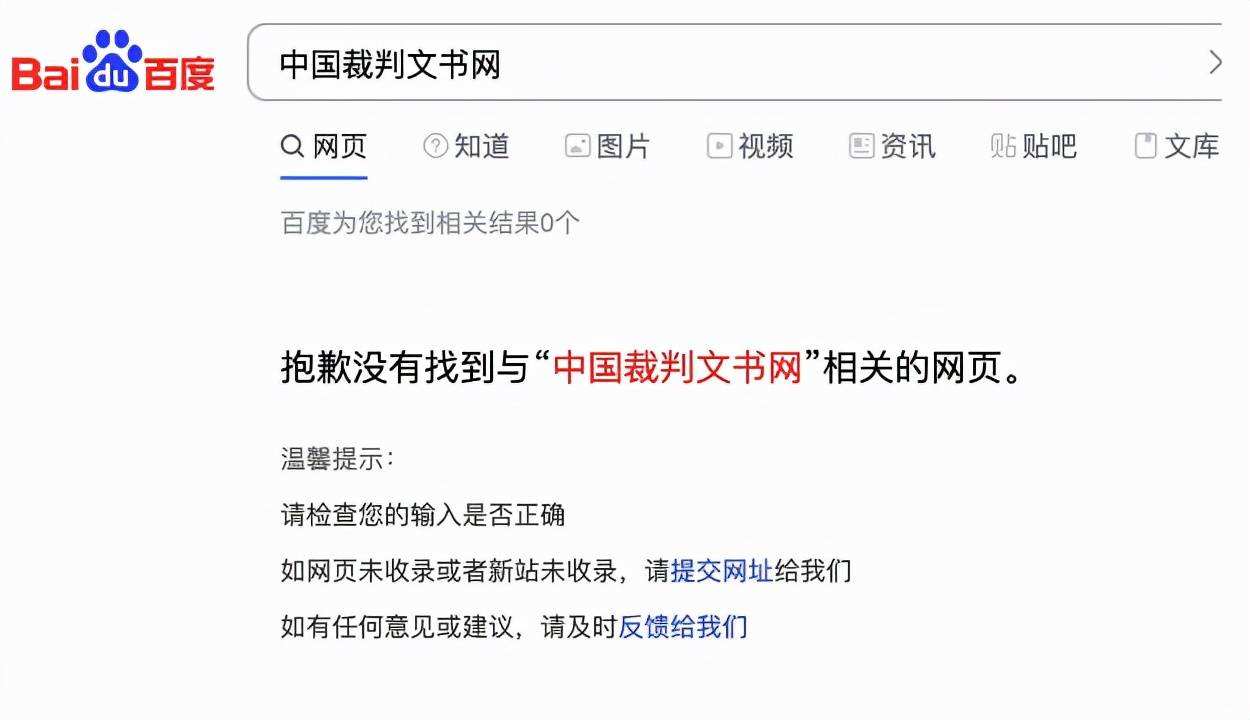 Bai du 百度
中国裁判文书网
网页 知道 图片 视频 资讯 贴 贴吧 文库
百度为您找到相关结果0个
抱歉没有找到与“中国裁判文书网”相关的网页。
温馨提示：
请检查您的输入是否正确
如网页未收录或者新站未收录，请提交网址给我们
如有任何意见或建议，请及时反馈给我们